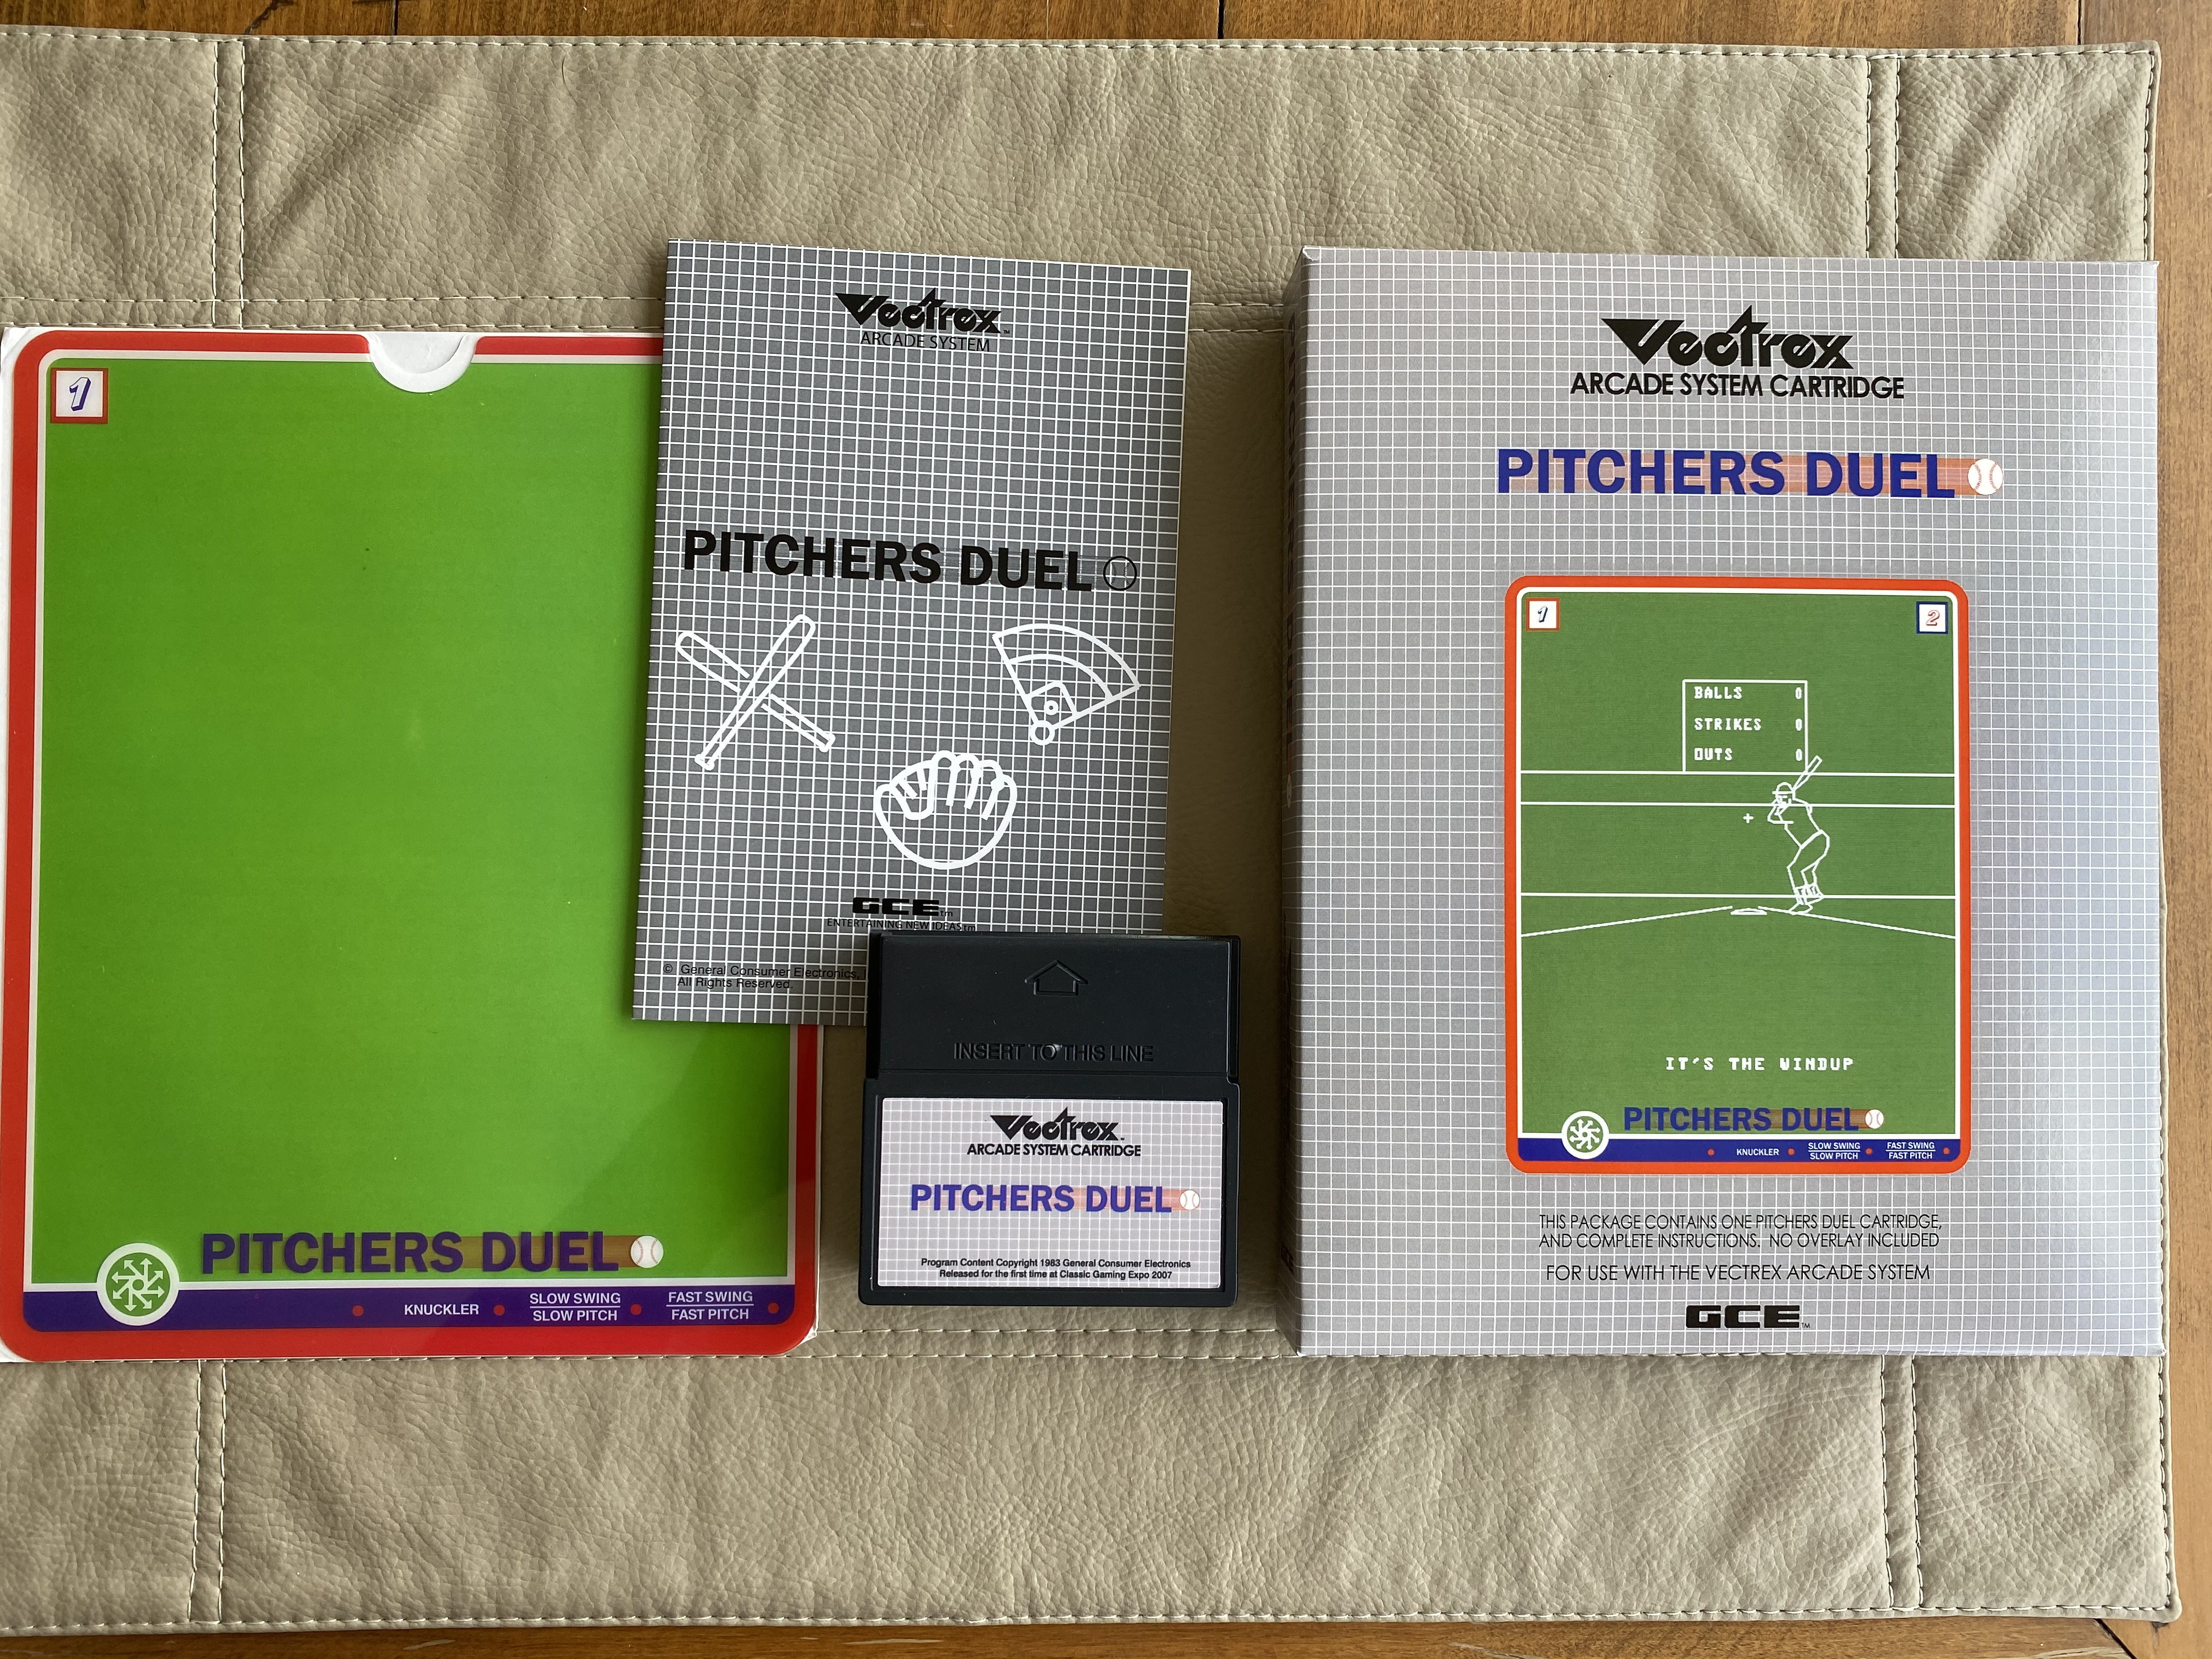 1
PITCHERS DUEL
KNUCKLER
SLOW SWING
SLOW PITCH
FAST SWING
FAST PITCH
Vectrex™
ARCADE SYSTEM
PITCHERS DUEL
GCE™
ENTERTAINING NEW IDEAS™
© General Consumer Electronics,
All Rights Reserved.
INSERT TO THIS LINE
Vectrex™
ARCADE SYSTEM CARTRIDGE
PITCHERS DUEL
Program Content Copyright 1983 General Consumer Electronics
Released for the first time at Classic Gaming Expo 2007
Vectrex
ARCADE SYSTEM CARTRIDGE
PITCHERS DUEL
1
2
BALLS 0
STRIKES 0
OUTS 0
IT'S THE WINDUP
PITCHERS DUEL
KNUCKLER
SLOW SWING
SLOW PITCH
FAST SWING
FAST PITCH
THIS PACKAGE CONTAINS ONE PITCHERS DUEL CARTRIDGE,
AND COMPLETE INSTRUCTIONS. NO OVERLAY INCLUDED
FOR USE WITH THE VECTREX ARCADE SYSTEM
GCE™